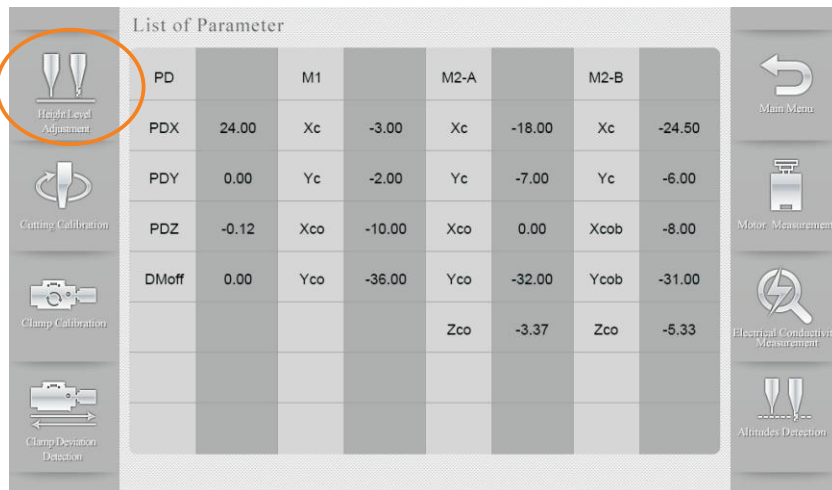 List of Parameter
Height Level
Adjustment
Cutting Calibration
Clamp Calibration
Clamp Deviation
Detection
PD M1 M2-A M2-B
PDX 24.00 Xc -3.00 Xc -18.00 Xc -24.50
PDY 0.00 Yc -2.00 Yc -7.00 Yc -6.00
PDZ -0.12 Xco -10.00 Xco 0.00 Xcob -8.00
DMoff 0.00 Yco -36.00 Yco -32.00 Ycob -31.00
Zco -3.37 Zco -5.33
Main Menu
Motor Measurement
Electrical Conductivi
Measurement
Altitudes Detection